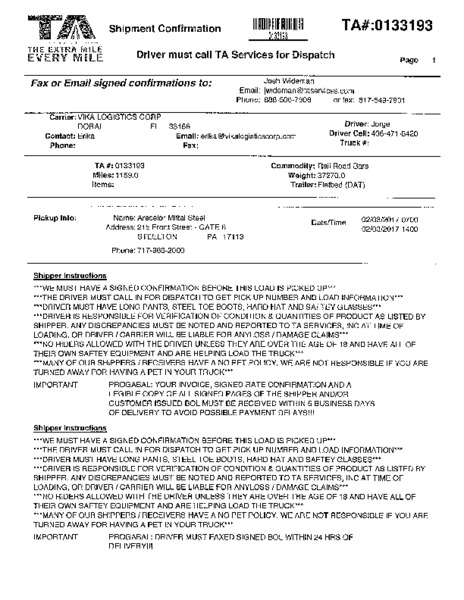 TA
THE EXTRA MILE
EVERY MILE
Shipment Confirmation
TA#:0133193
Driver must call TA Services for Dispatch
Page 1
Fax or Email signed confirmations to:
Josh Wideman
Email: jwideman@taservices.com
Phone: 888-506-7908 or fax: 817-549-7901
Carrier: VIKA LOGISTICS CORP
DORAL FL 33166
Contact: Erika Email: erika@vikalogisticscorp.com
Phone: Fax:
Driver: Jorge
Driver Cell: 406-471-0420
Truck #:
TA #: 0133193
Miles: 1159.0
Items:
Commodity: Rail Road Bars
Weight: 37270.0
Trailer: Flatbed (DAT)
Pickup Info:
Name: Arecelor Mittal Steel
Address: 215 Front Street - GATE 6
STEELTON PA 17113
Phone: 717-986-2000
Date/Time
02/03/2017 0700
02/03/2017 1400
Shipper Instructions
***WE MUST HAVE A SIGNED CONFIRMATION BEFORE THIS LOAD IS PICKED UP***
***THE DRIVER MUST CALL IN FOR DISPATCH TO GET PICK UP NUMBER AND LOAD INFORMATION***
***DRIVER MUST HAVE LONG PANTS, STEEL TOE BOOTS, HARD HAT AND SAFTEY GLASSES***
***DRIVER IS RESPONSIBLE FOR VERIFICATION OF CONDITION & QUANTITIES OF PRODUCT AS LISTED BY
SHIPPER. ANY DISCREPANCIES MUST BE NOTED AND REPORTED TO TA SERVICES, INC AT TIME OF
LOADING, OR DRIVER / CARRIER WILL BE LIABLE FOR ANYLOSS / DAMAGE CLAIMS***
***NO RIDERS ALLOWED WITH THE DRIVER UNLESS THEY ARE OVER THE AGE OF 18 AND HAVE ALL OF
THEIR OWN SAFTEY EQUIPMENT AND ARE HELPING LOAD THE TRUCK***
***MANY OF OUR SHIPPERS / RECEIVERS HAVE A NO PET POLICY. WE ARE NOT RESPONSIBLE IF YOU ARE
TURNED AWAY FOR HAVING A PET IN YOUR TRUCK***
IMPORTANT PROGABAL: YOUR INVOICE, SIGNED RATE CONFIRMATION AND A
LEGIBLE COPY OF ALL SIGNED PAGES OF THE SHIPPER AND/OR
CUSTOMER ISSUED BOL MUST BE RECEIVED WITHIN 5 BUSINESS DAYS
OF DELIVERY TO AVOID POSSIBLE PAYMENT DELAYS!!!
Shipper Instructions
***WE MUST HAVE A SIGNED CONFIRMATION BEFORE THIS LOAD IS PICKED UP***
***THE DRIVER MUST CALL IN FOR DISPATCH TO GET PICK UP NUMBER AND LOAD INFORMATION***
***DRIVER MUST HAVE LONG PANTS, STEEL TOE BOOTS, HARD HAT AND SAFTEY GLASSES***
***DRIVER IS RESPONSIBLE FOR VERIFICATION OF CONDITION & QUANTITIES OF PRODUCT AS LISTED BY
SHIPPER. ANY DISCREPANCIES MUST BE NOTED AND REPORTED TO TA SERVICES, INC AT TIME OF
LOADING, OR DRIVER / CARRIER WILL BE LIABLE FOR ANYLOSS / DAMAGE CLAIMS***
***NO RIDERS ALLOWED WITH THE DRIVER UNLESS THEY ARE OVER THE AGE OF 18 AND HAVE ALL OF
THEIR OWN SAFTEY EQUIPMENT AND ARE HELPING LOAD THE TRUCK***
***MANY OF OUR SHIPPERS / RECEIVERS HAVE A NO PET POLICY. WE ARE NOT RESPONSIBLE IF YOU ARE
TURNED AWAY FOR HAVING A PET IN YOUR TRUCK***
IMPORTANT PROGABAL: DRIVER MUST FAXED SIGNED BOL WITHIN 24 HRS OF
DELIVERY!!!